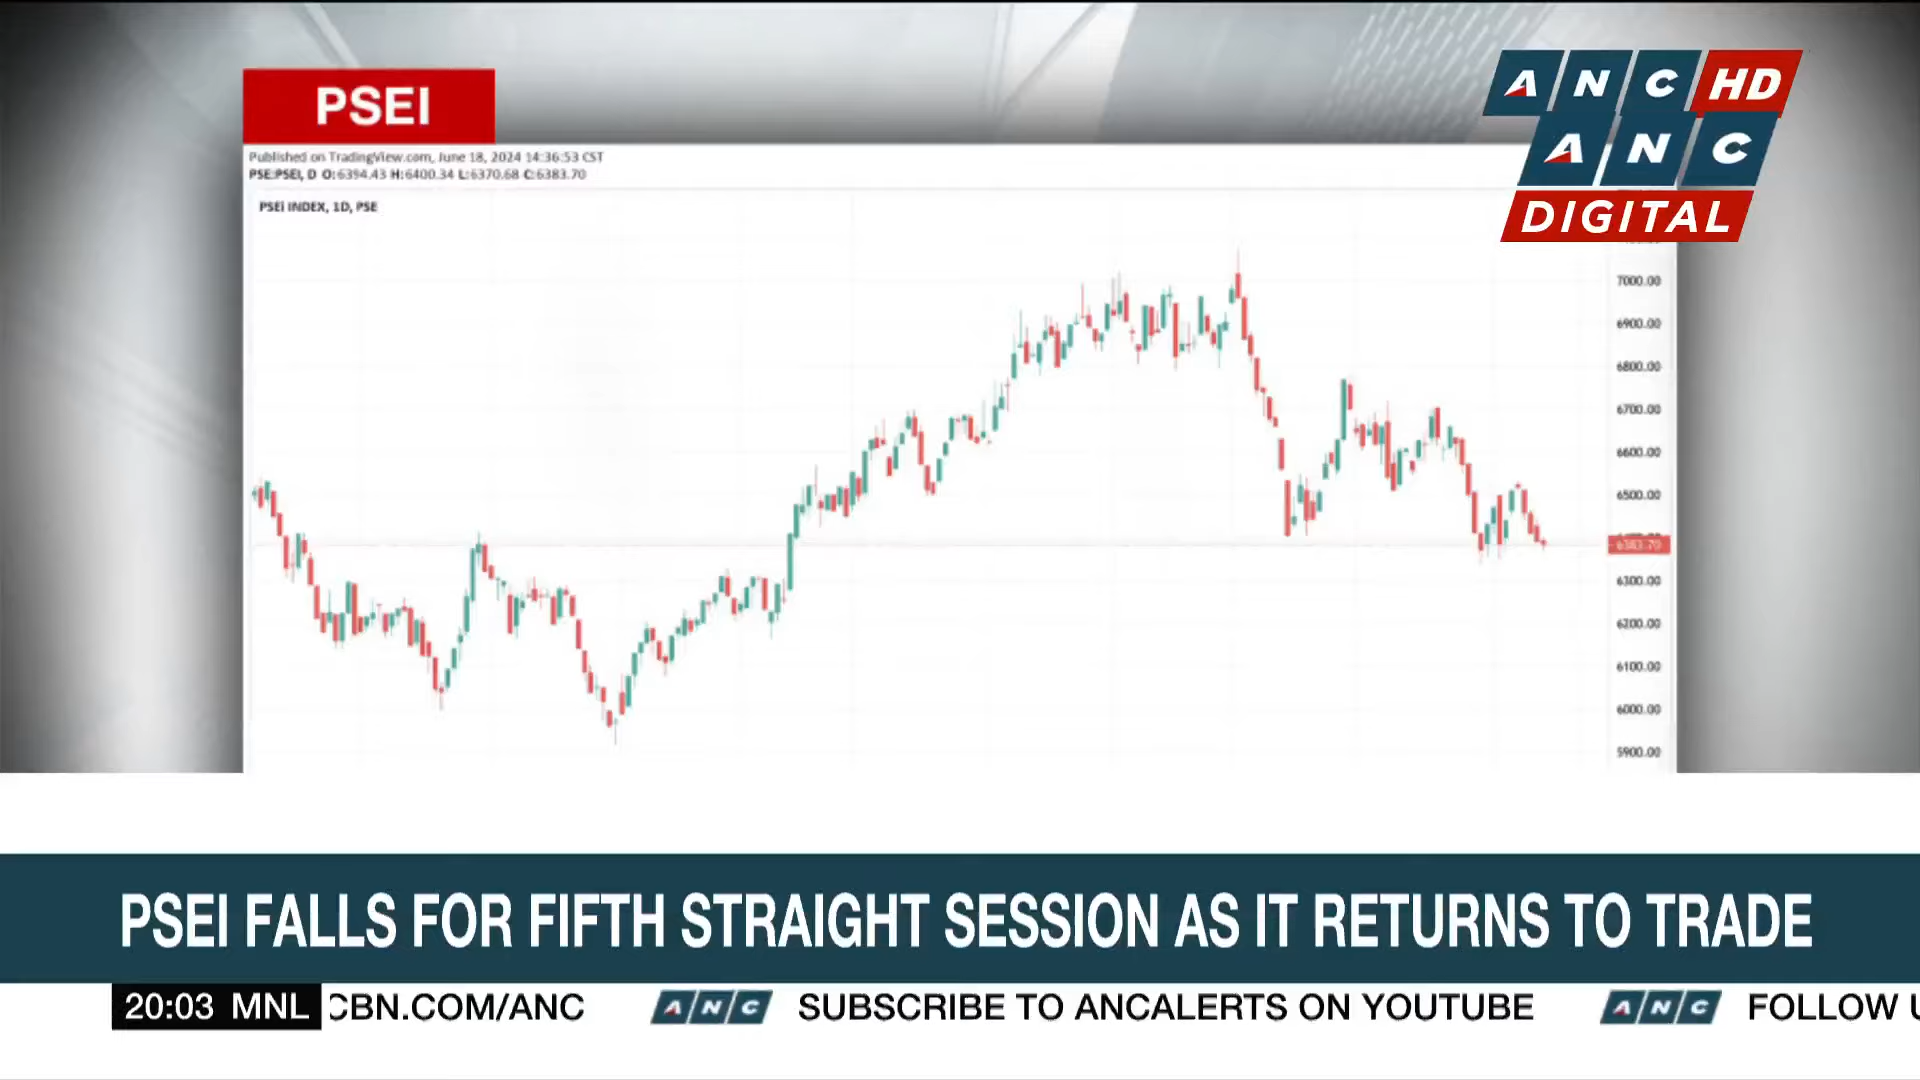 PSEI
ANC HD
ANC
DIGITAL
Published on TradingView.com, June 18, 2024 14:36:53 CST
PSE:PSEI, D O:6394.43 H:6400.34 L:6370.68 C:6383.70
PSEi INDEX, 1D, PSE
7000.00
6900.00
6800.00
6700.00
6600.00
6500.00
6383.70
6300.00
6200.00
6100.00
6000.00
5900.00
PSEI FALLS FOR FIFTH STRAIGHT SESSION AS IT RETURNS TO TRADE
20:03 MNL CBN.COM/ANC ANC SUBSCRIBE TO ANCALERTS ON YOUTUBE ANC FOLLOW